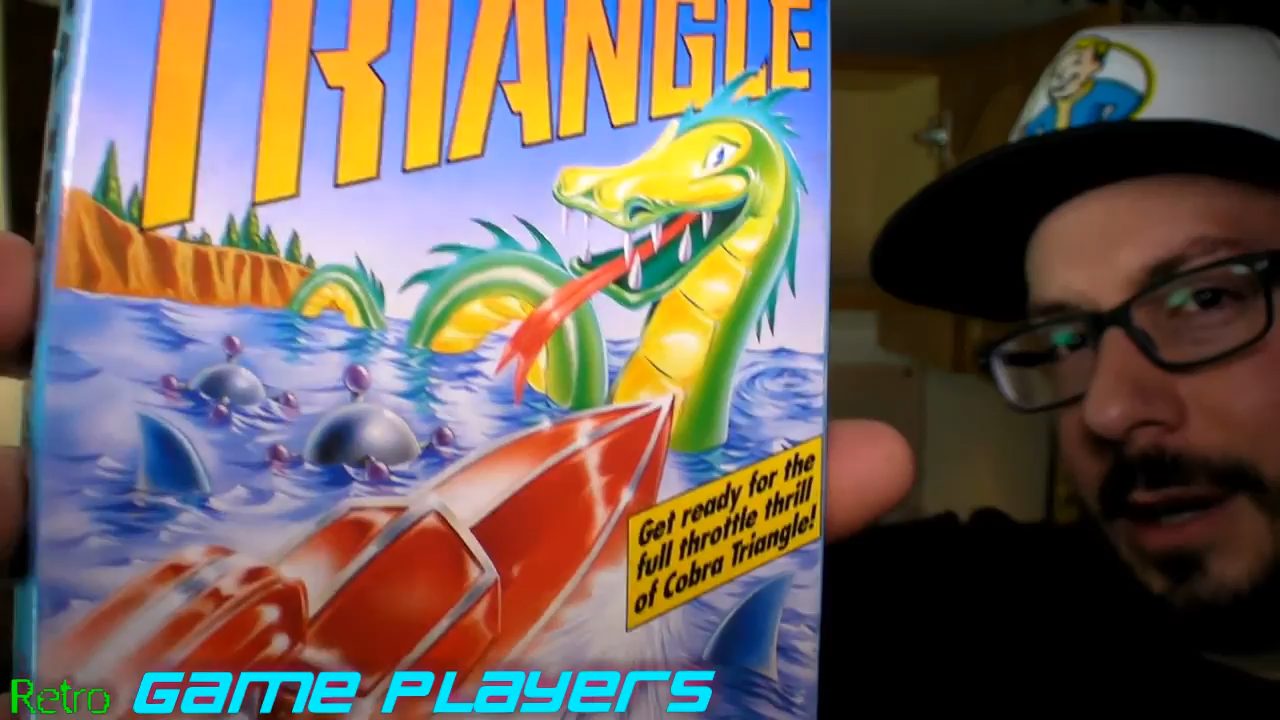 TRIANGLE
Get ready for the
full throttle thrill
of Cobra Triangle!
Retro GAME PLAYERS